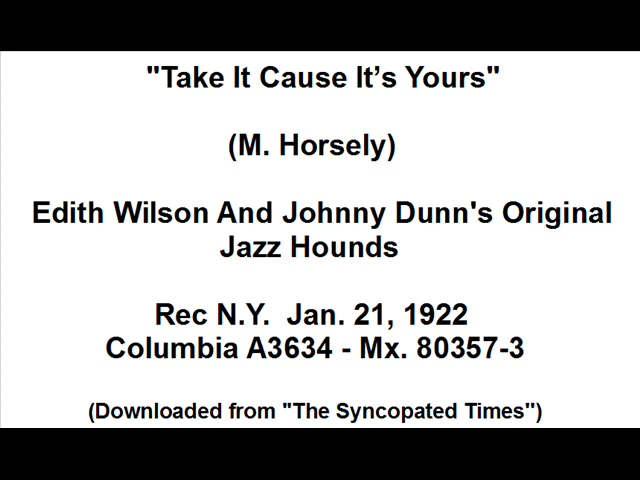 "Take It Cause It’s Yours"
(M. Horsely)
Edith Wilson And Johnny Dunn's Original
Jazz Hounds
Rec N.Y.  Jan. 21, 1922
Columbia A3634 - Mx. 80357-3
(Downloaded from "The Syncopated Times")